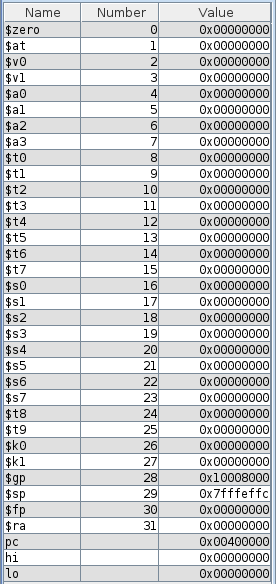 Name Number Value
$zero 0 0x00000000
$at 1 0x00000000
$v0 2 0x00000000
$v1 3 0x00000000
$a0 4 0x00000000
$a1 5 0x00000000
$a2 6 0x00000000
$a3 7 0x00000000
$t0 8 0x00000000
$t1 9 0x00000000
$t2 10 0x00000000
$t3 11 0x00000000
$t4 12 0x00000000
$t5 13 0x00000000
$t6 14 0x00000000
$t7 15 0x00000000
$s0 16 0x00000000
$s1 17 0x00000000
$s2 18 0x00000000
$s3 19 0x00000000
$s4 20 0x00000000
$s5 21 0x00000000
$s6 22 0x00000000
$s7 23 0x00000000
$t8 24 0x00000000
$t9 25 0x00000000
$k0 26 0x00000000
$k1 27 0x00000000
$gp 28 0x10008000
$sp 29 0x7fffeffc
$fp 30 0x00000000
$ra 31 0x00000000
pc 0x00400000
hi 0x00000000
lo 0x00000000